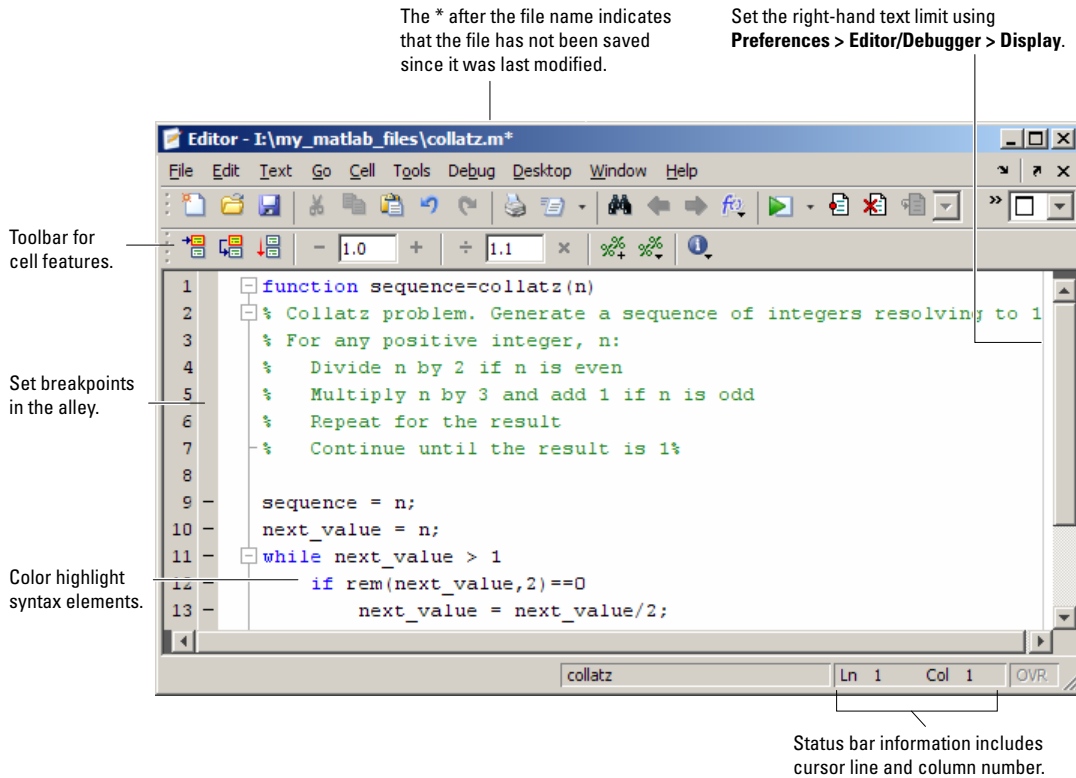 The * after the file name indicates
that the file has not been saved
since it was last modified.
Set the right-hand text limit using
Preferences > Editor/Debugger > Display.
Editor - I:\my_matlab_files\collatz.m*
File Edit Text Go Cell Tools Debug Desktop Window Help
Toolbar for
cell features.
− 1.0 + ÷ 1.1 ×
1 function sequence=collatz(n)
2 % Collatz problem. Generate a sequence of integers resolving to 1
3 % For any positive integer, n:
4 %   Divide n by 2 if n is even
5 %   Multiply n by 3 and add 1 if n is odd
6 %   Repeat for the result
7 %   Continue until the result is 1%
8
9 − sequence = n;
10 − next_value = n;
11 − while next_value > 1
12 −     if rem(next_value,2)==0
13 −         next_value = next_value/2;
Set breakpoints
in the alley.
Color highlight
syntax elements.
collatz Ln 1 Col 1 OVR
Status bar information includes
cursor line and column number.